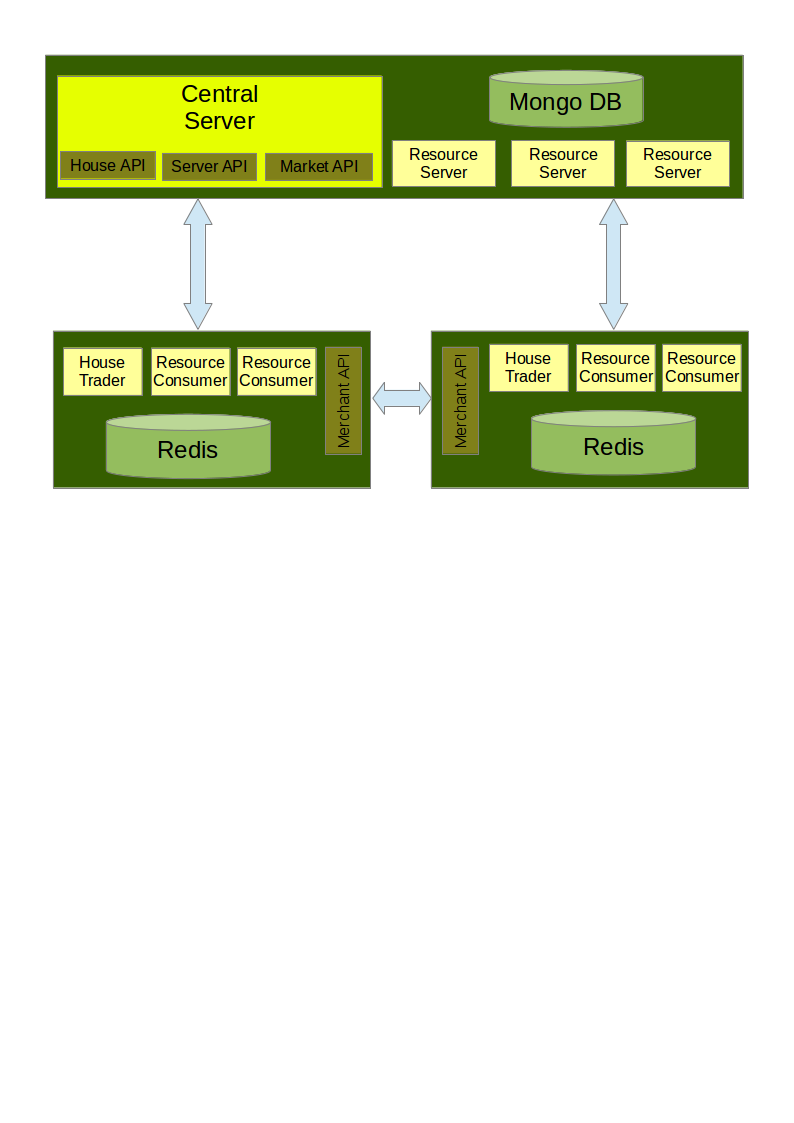 Central
Server
Mongo DB
House API
Server API
Market API
Resource
Server
Resource
Server
Resource
Server
House
Trader
Resource
Consumer
Resource
Consumer
Merchant API
Redis
Merchant API
House
Trader
Resource
Consumer
Resource
Consumer
Redis